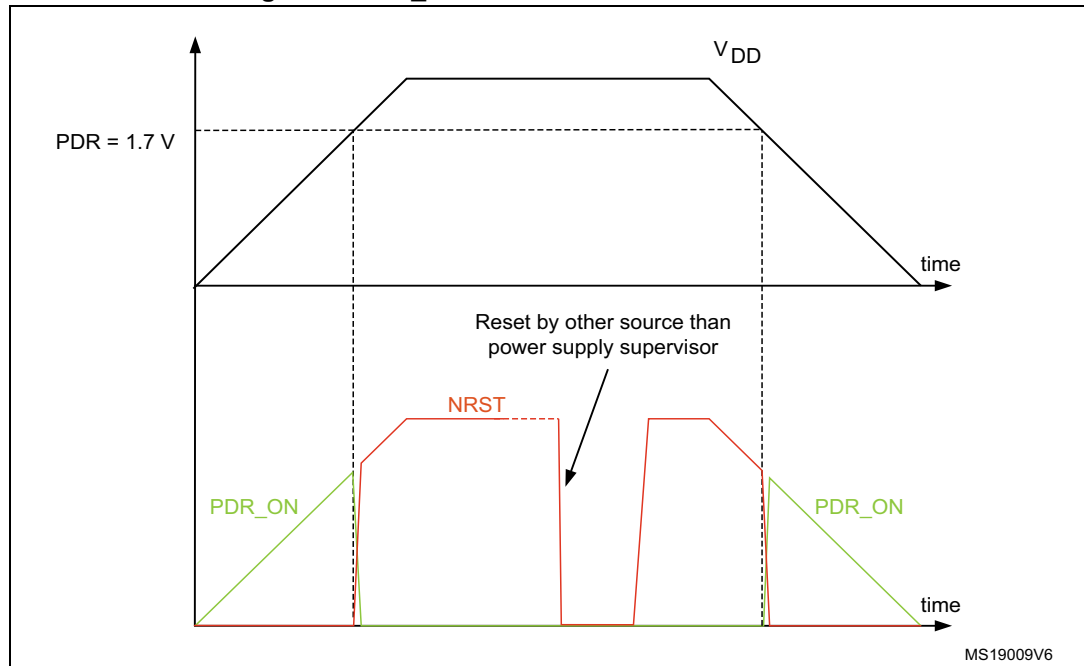 V DD
PDR = 1.7 V
time
Reset by other source than
power supply supervisor
NRST
PDR_ON
PDR_ON
time
MS19009V6